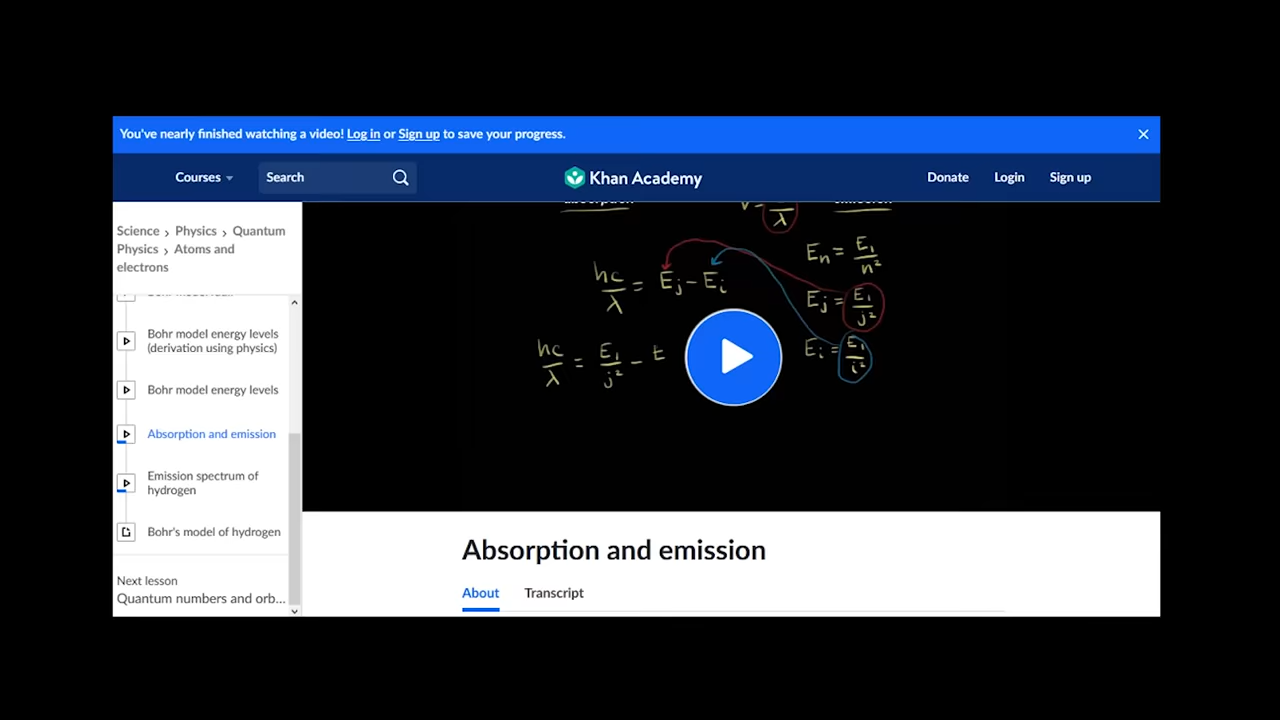 You've nearly finished watching a video! Log in or Sign up to save your progress.
Courses
Search
Khan Academy
Donate
Login
Sign up
Science > Physics > Quantum
Physics > Atoms and
electrons
Bohr model energy levels
(derivation using physics)
Bohr model energy levels
Absorption and emission
Emission spectrum of
hydrogen
Bohr's model of hydrogen
Next lesson
Quantum numbers and orb...
absorption
emission
λ
Eₙ = E₁/n²
hc/λ = Eⱼ - Eᵢ
Eⱼ = E₁/j²
hc/λ = E₁/j² - E
Eᵢ = E₁/i²
Absorption and emission
About
Transcript